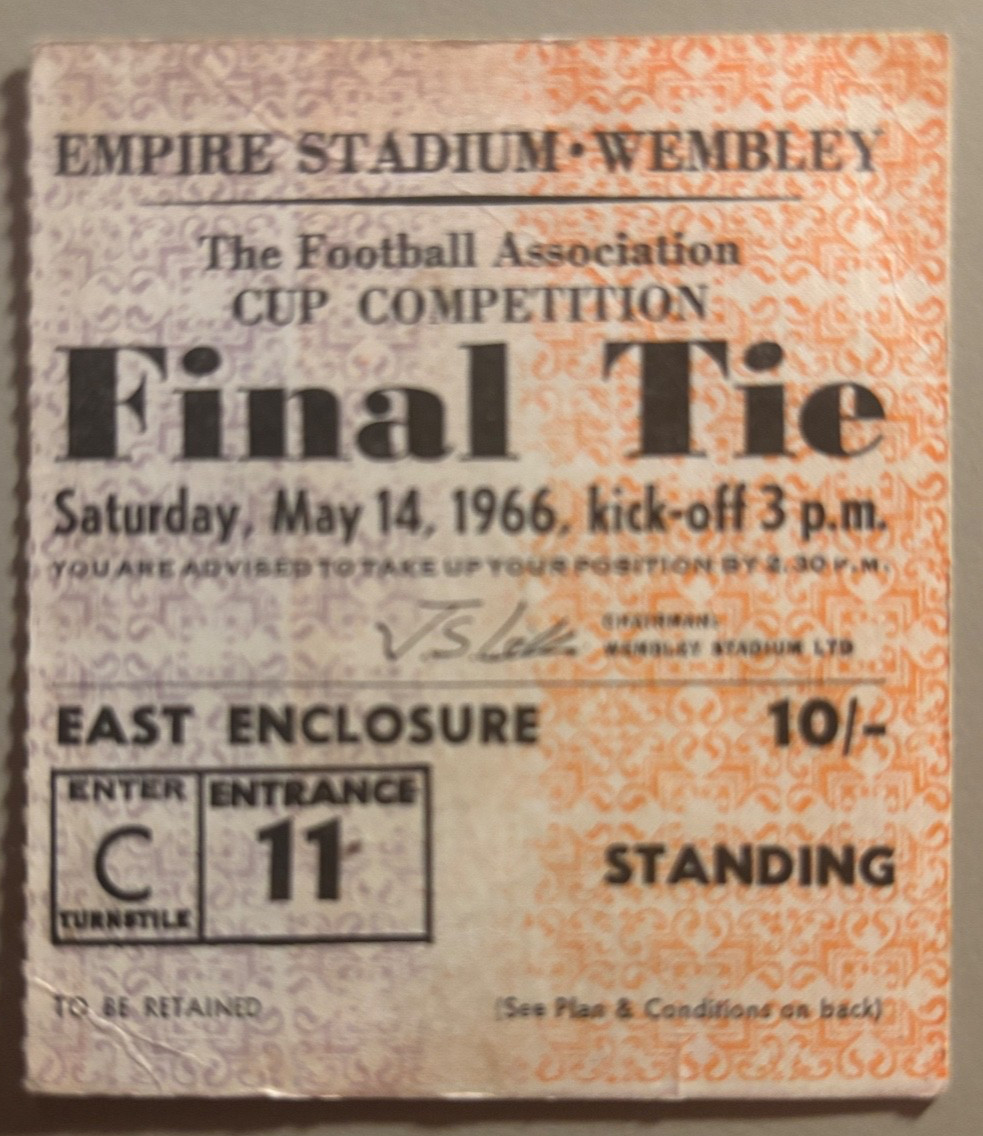 EMPIRE STADIUM • WEMBLEY
The Football Association
CUP COMPETITION
Final Tie
Saturday, May 14, 1966, kick-off 3 p.m.
YOU ARE ADVISED TO TAKE UP YOUR POSITION BY 2.30 P.M.
CHAIRMAN:
WEMBLEY STADIUM LTD
EAST ENCLOSURE 10/-
ENTER ENTRANCE
C 11
STANDING
TURNSTILE
TO BE RETAINED (See Plan & Conditions on back)